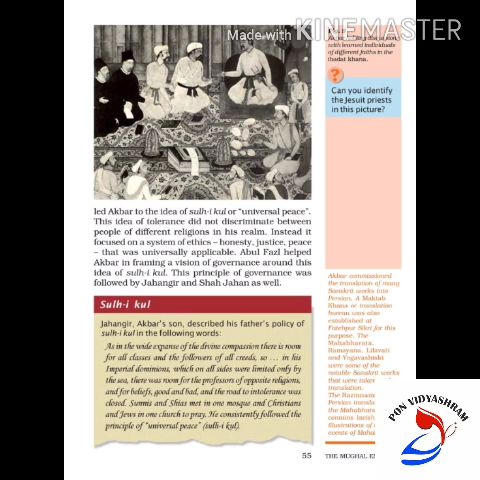 Made with KINEMASTER
with learned individuals
of different faiths in the
ibadat khana.
?
Can you identify
the Jesuit priests
in this picture?
led Akbar to the idea of sulh-i kul or "universal peace".
This idea of tolerance did not discriminate between
people of different religions in his realm. Instead it
focused on a system of ethics – honesty, justice, peace
– that was universally applicable. Abul Fazl helped
Akbar in framing a vision of governance around this
idea of sulh-i kul. This principle of governance was
followed by Jahangir and Shah Jahan as well.
Sulh-i kul
Jahangir, Akbar's son, described his father's policy of
sulh-i kul in the following words:
As in the wide expanse of the divine compassion there is room
for all classes and the followers of all creeds, so ... in his
Imperial dominions, which on all sides were limited only by
the sea, there was room for the professors of opposite religions,
and for beliefs, good and bad, and the road to intolerance was
closed. Sunnis and Shias met in one mosque and Christians
and Jews in one church to pray. He consistently followed the
principle of "universal peace" (sulh-i kul).
Akbar commissioned
the translation of many
Sanskrit works into
Persian. A Maktab
Khana or translation
bureau was also
established at
Fatehpur Sikri for this
purpose. The
Mahabharata,
Ramayana, Lilavati
and Yogavashisht
were some of the
notable Sanskrit works
that were taken
translation.
The Razmnama
Persian
the Mahabharata
contains
illustrations of
events of
55 THE MUGHAL
PON VIDYASHRAM